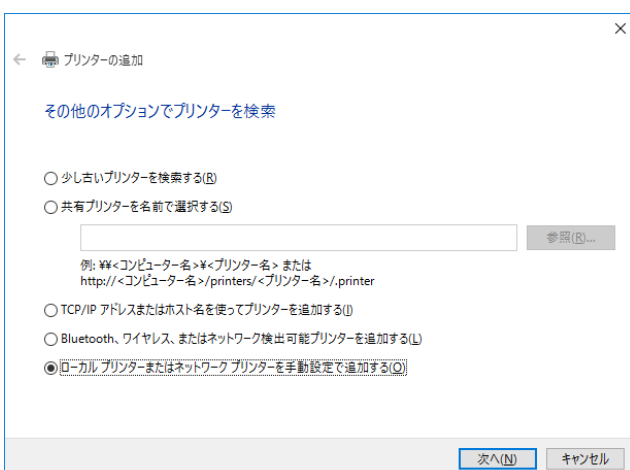 プリンターの追加
その他のオプションでプリンターを検索
少し古いプリンターを検索する(R)
共有プリンターを名前で選択する(S)
参照(R)...
例: ¥¥<コンピューター名>¥<プリンター名> または
http://<コンピューター名>/printers/<プリンター名>/.printer
TCP/IP アドレスまたはホスト名を使ってプリンターを追加する(I)
Bluetooth、ワイヤレス、またはネットワーク検出可能プリンターを追加する(L)
ローカル プリンターまたはネットワーク プリンターを手動設定で追加する(O)
次へ(N)
キャンセル